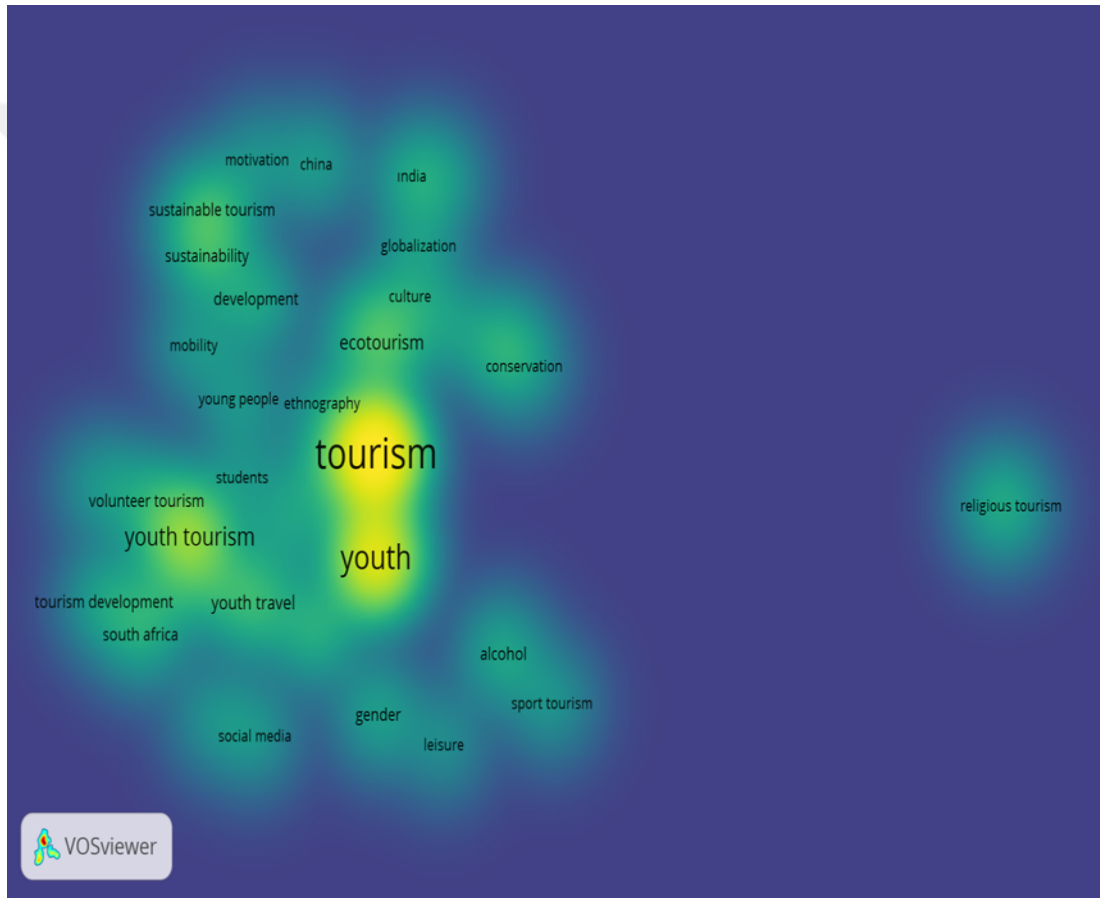 motivation
china
ındia
sustainable tourism
globalization
sustainability
culture
development
ecotourism
mobility
conservation
young people
ethnography
tourism
students
volunteer tourism
religious tourism
youth tourism
youth
tourism development
youth travel
south africa
alcohol
sport tourism
gender
social media
leisure
VOSviewer